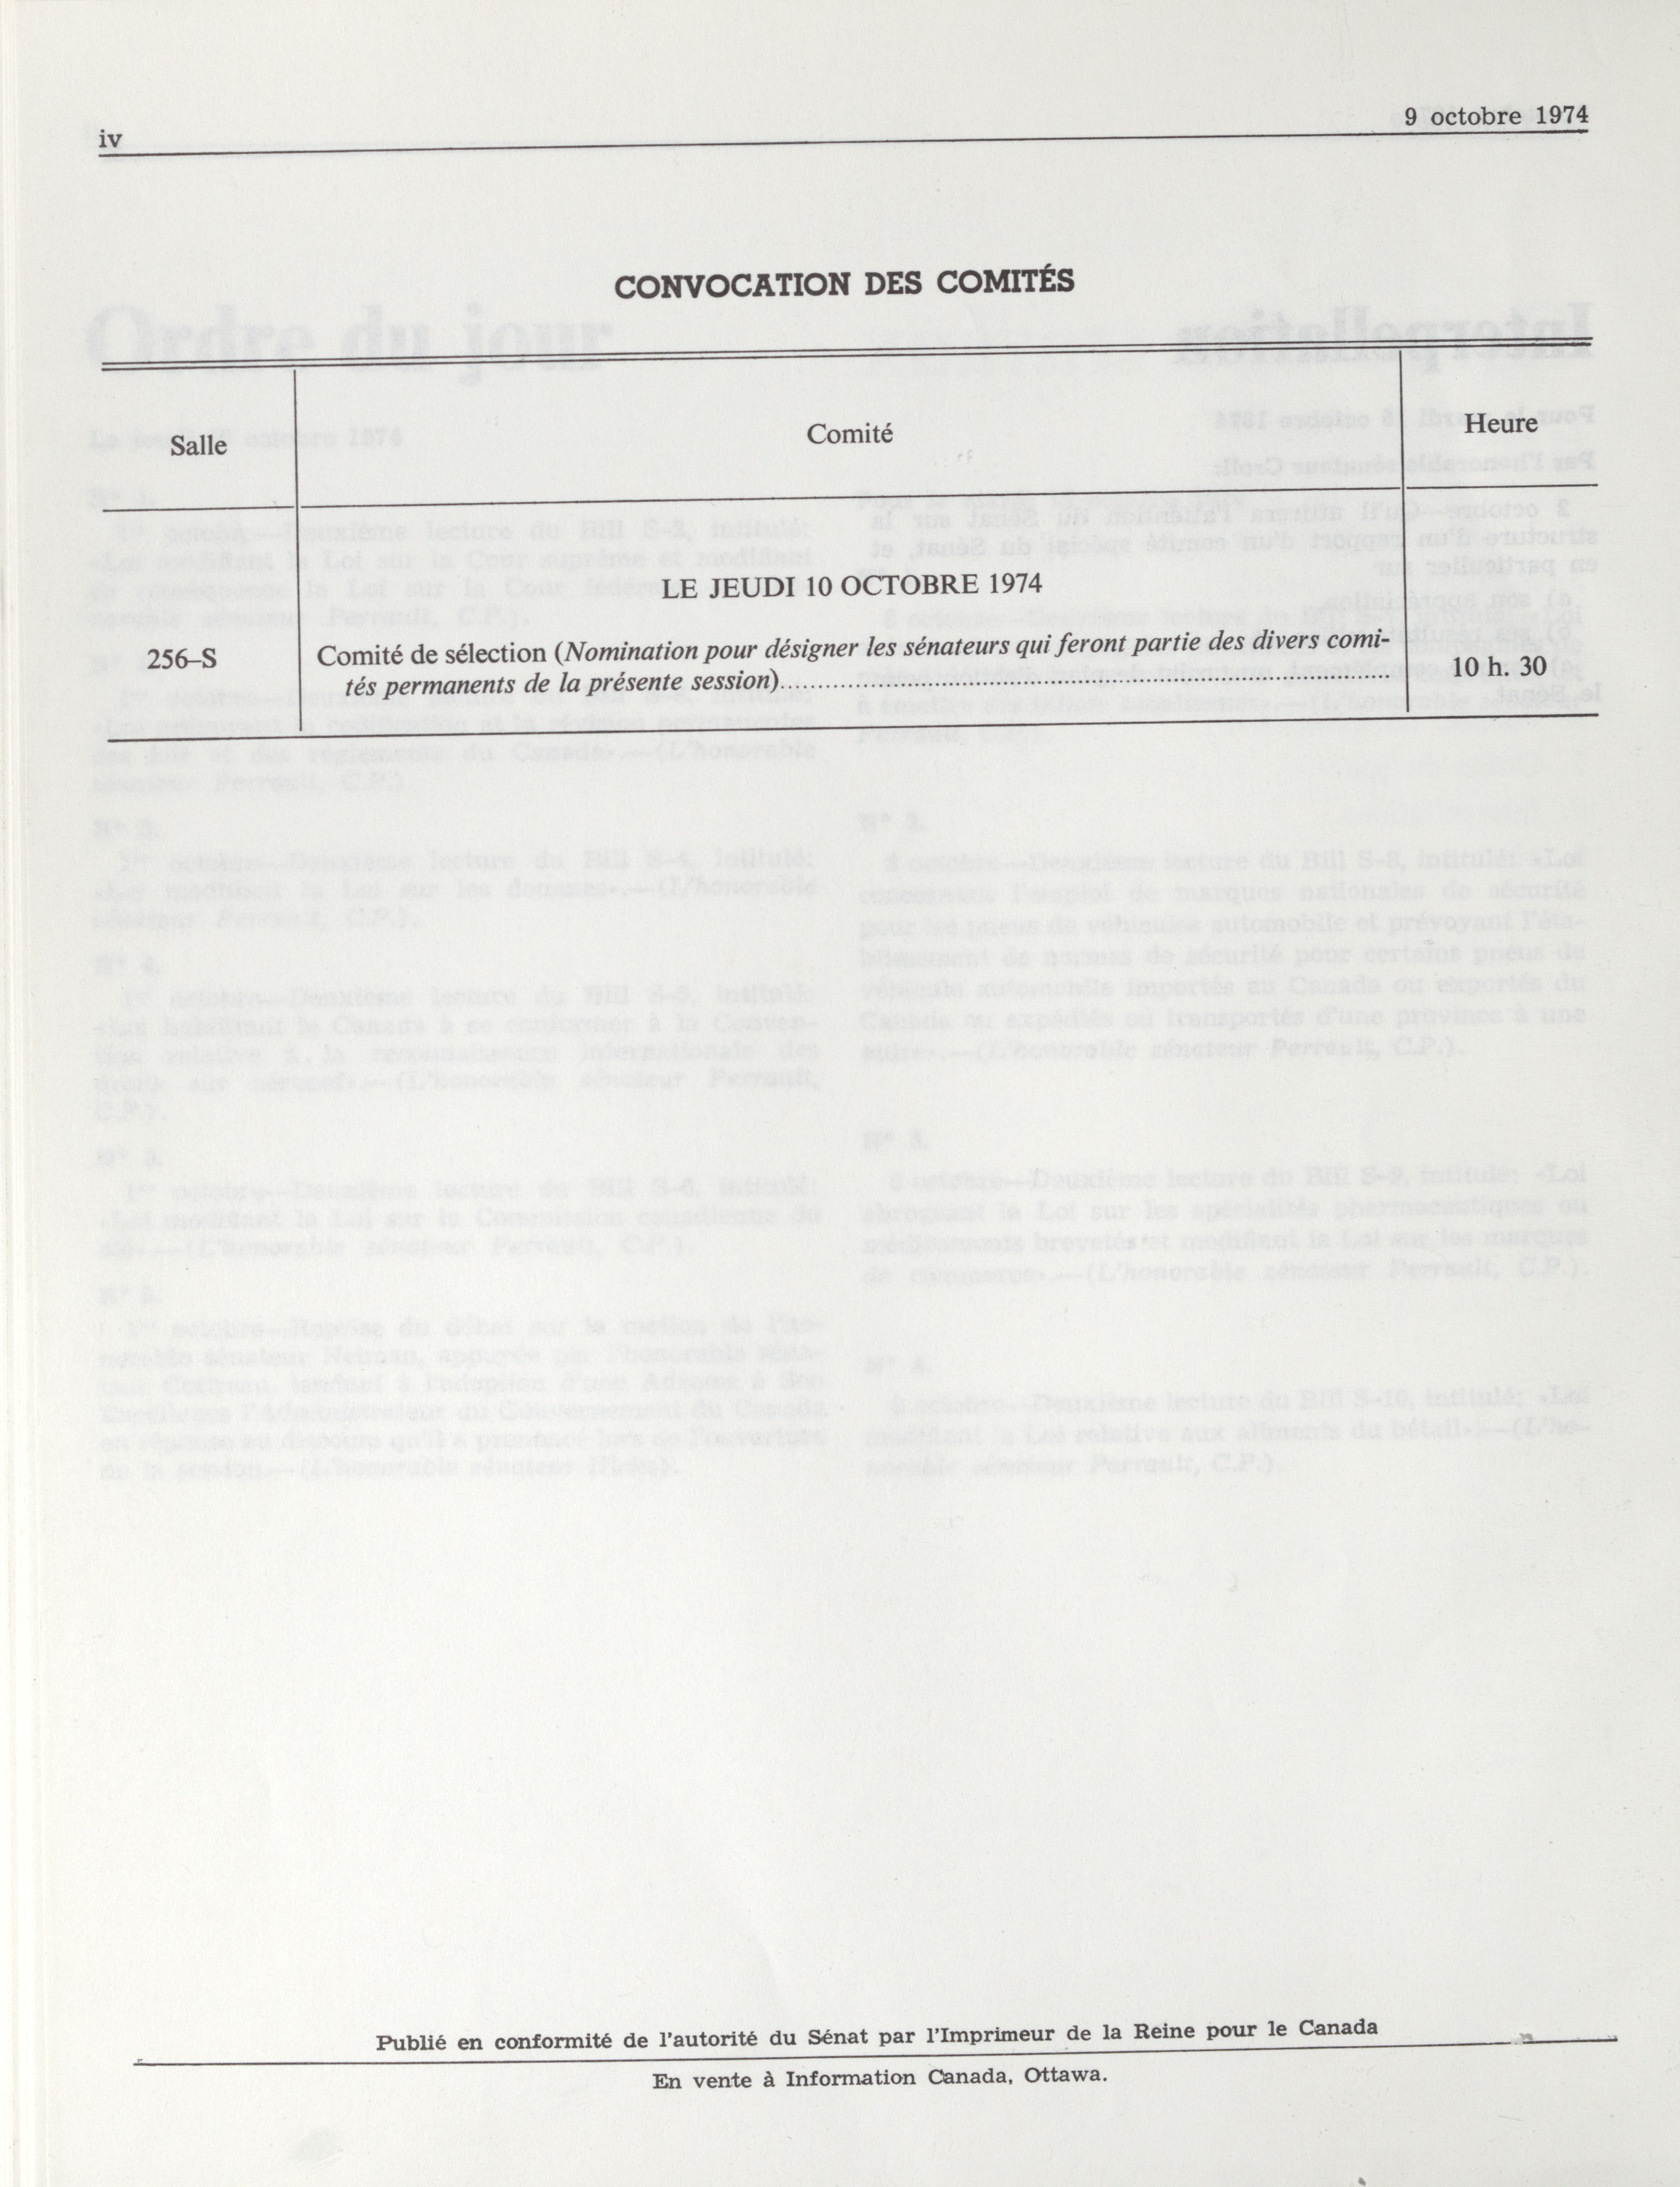 iv
9 octobre 1974
CONVOCATION DES COMITÉS
Salle
Comité
Heure
LE JEUDI 10 OCTOBRE 1974
256–S
Comité de sélection (Nomination pour désigner les sénateurs qui feront partie des divers comi-
tés permanents de la présente session)
10 h. 30
Publié en conformité de l'autorité du Sénat par l'Imprimeur de la Reine pour le Canada
En vente à Information Canada, Ottawa.